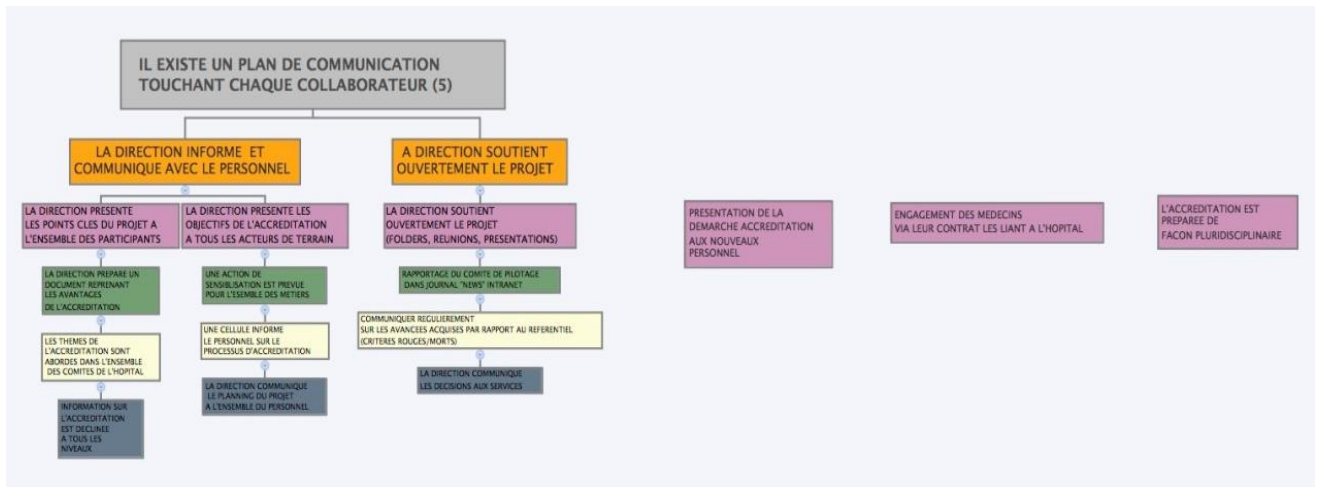 IL EXISTE UN PLAN DE COMMUNICATION
TOUCHANT CHAQUE COLLABORATEUR (5)
LA DIRECTION INFORME ET
COMMUNIQUE AVEC LE PERSONNEL
A DIRECTION SOUTIENT
OUVERTEMENT LE PROJET
LA DIRECTION PRESENTE
LES POINTS CLES DU PROJET A
L'ENSEMBLE DES PARTICIPANTS
LA DIRECTION PRESENTE LES
OBJECTIFS DE L'ACCREDITATION
A TOUS LES ACTEURS DE TERRAIN
LA DIRECTION SOUTIENT
OUVERTEMENT LE PROJET
(FOLDERS, REUNIONS, PRESENTATIONS)
PRESENTATION DE LA
DEMARCHE ACCREDITATION
AUX NOUVEAUX
PERSONNEL
ENGAGEMENT DES MEDECINS
VIA LEUR CONTRAT LES LIANT A L'HOPITAL
L'ACCREDITATION EST
PREPAREE DE
FACON PLURIDISCIPLINAIRE
LA DIRECTION PREPARE UN
DOCUMENT REPRENANT
LES AVANTAGES
DE L'ACCREDITATION
UNE ACTION DE
SENSIBLISATION EST PREVUE
POUR L'ESEMBLE DES METIERS
RAPPORTAGE DU COMITE DE PILOTAGE
DANS JOURNAL "NEWS" INTRANET
LES THEMES DE
L'ACCREDITATION SONT
ABORDES DANS L'ENSEMBLE
DES COMITES DE L'HOPITAL
UNE CELLULE INFORME
LE PERSONNEL SUR LE
PROCESSUS D'ACCREDITATION
COMMUNIQUER REGULIEREMENT
SUR LES AVANCEES ACQUISES PAR RAPPORT AU REFERENTIEL
(CRITERES ROUGES/MORTS)
INFORMATION SUR
L'ACCREDITATION
EST DECLINEE
A TOUS LES
NIVEAUX
LA DIRECTION COMMUNIQUE
LE PLANNING DU PROJET
A L'ENSEMBLE DU PERSONNEL
LA DIRECTION COMMUNIQUE
LES DECISIONS AUX SERVICES